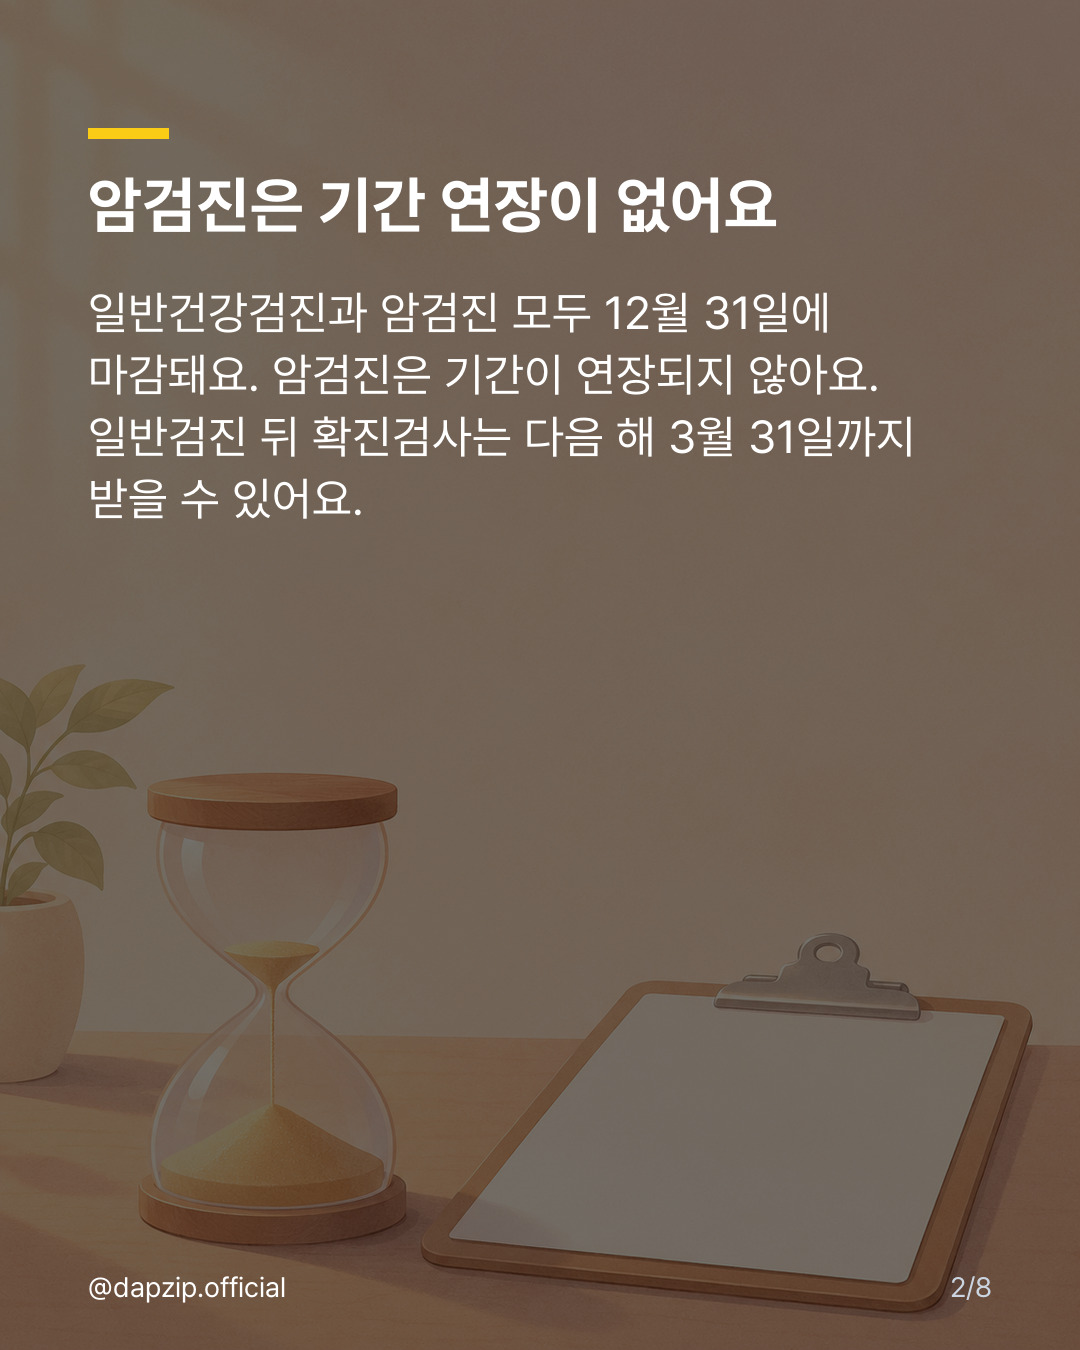 암검진은 기간 연장이 없어요
일반건강검진과 암검진 모두 12월 31일에
마감돼요. 암검진은 기간이 연장되지 않아요.
일반검진 뒤 확진검사는 다음 해 3월 31일까지
받을 수 있어요.
@dapzip.official
2/8